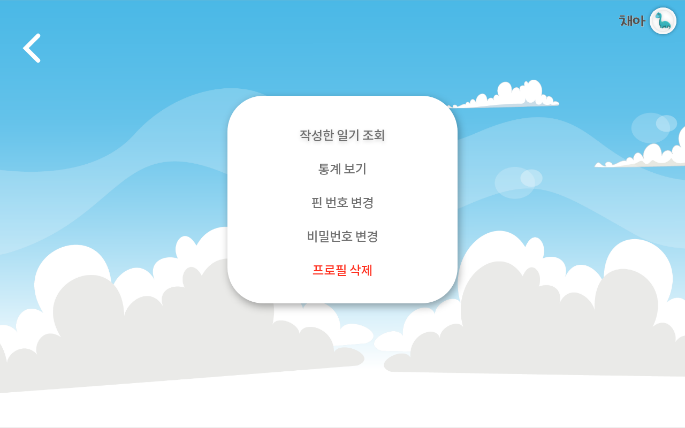 채아
작성한 일기 조회
통계 보기
핀 번호 변경
비밀번호 변경
프로필 삭제